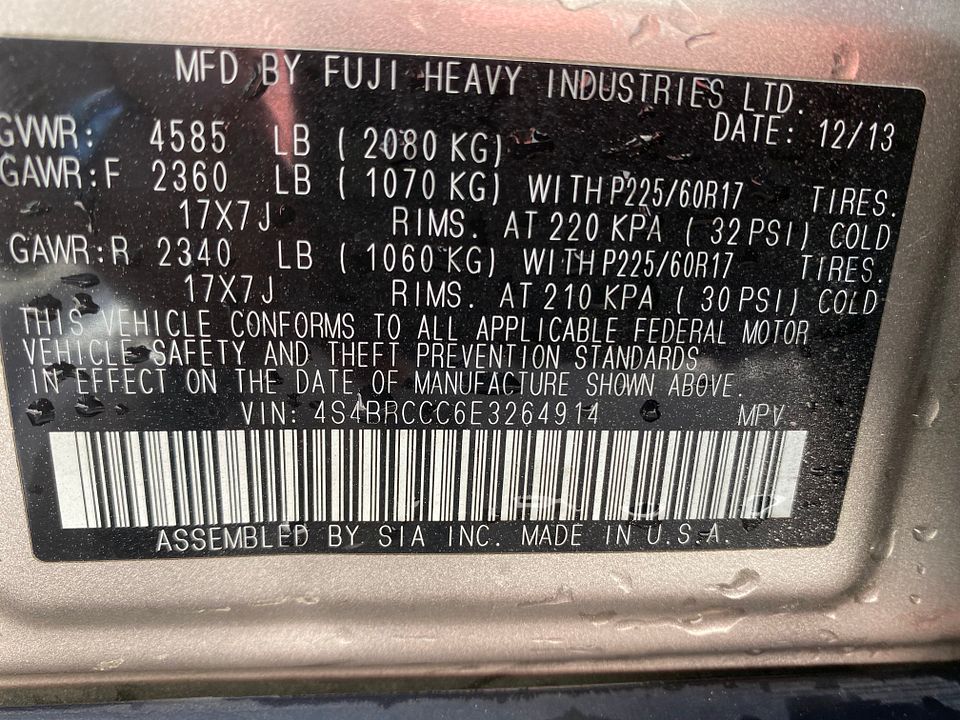 MFD BY FUJI HEAVY INDUSTRIES LTD.
DATE: 12/13
GVWR: 4585 LB ( 2080 KG)
GAWR:F 2360 LB ( 1070 KG) WITH P225/60R17 TIRES.
17X7J RIMS. AT 220 KPA ( 32 PSI) COLD
GAWR:R 2340 LB ( 1060 KG) WITH P225/60R17 TIRES.
17X7J RIMS. AT 210 KPA ( 30 PSI) COLD
THIS VEHICLE CONFORMS TO ALL APPLICABLE FEDERAL MOTOR
VEHICLE SAFETY AND THEFT PREVENTION STANDARDS
IN EFFECT ON THE DATE OF MANUFACTURE SHOWN ABOVE.
VIN: 4S4BRCCC6E3264914 MPV
ASSEMBLED BY SIA INC. MADE IN U.S.A.